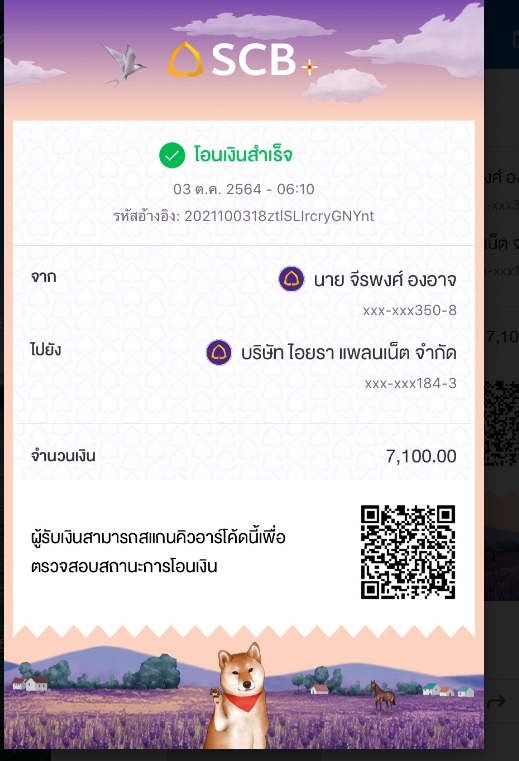 SCB
โอนเงินสำเร็จ
03 ต.ค. 2564 - 06:10
รหัสอ้างอิง: 2021100318ztlSLIrcryGNYnt
จาก
นาย จีรพงศ์ องอาจ
xxx-xxx350-8
ไปยัง
บริษัท ไอยรา แพลนเน็ต จำกัด
xxx-xxx184-3
จำนวนเงิน
7,100.00
ผู้รับเงินสามารถสแกนคิวอาร์โค้ดนี้เพื่อ
ตรวจสอบสถานะการโอนเงิน